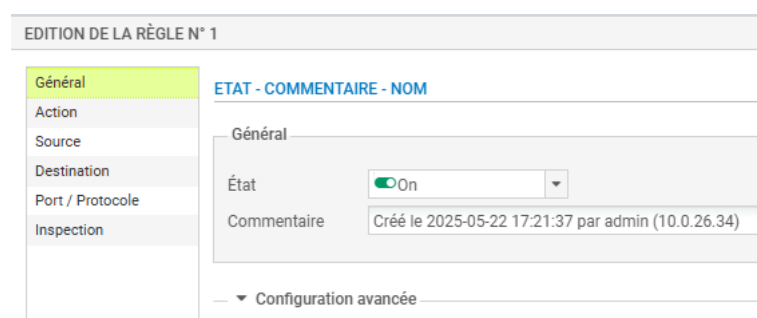 EDITION DE LA RÈGLE N° 1
Général
Action
Source
Destination
Port / Protocole
Inspection
ETAT - COMMENTAIRE - NOM
Général
État
On
Commentaire
Créé le 2025-05-22 17:21:37 par admin (10.0.26.34)
Configuration avancée